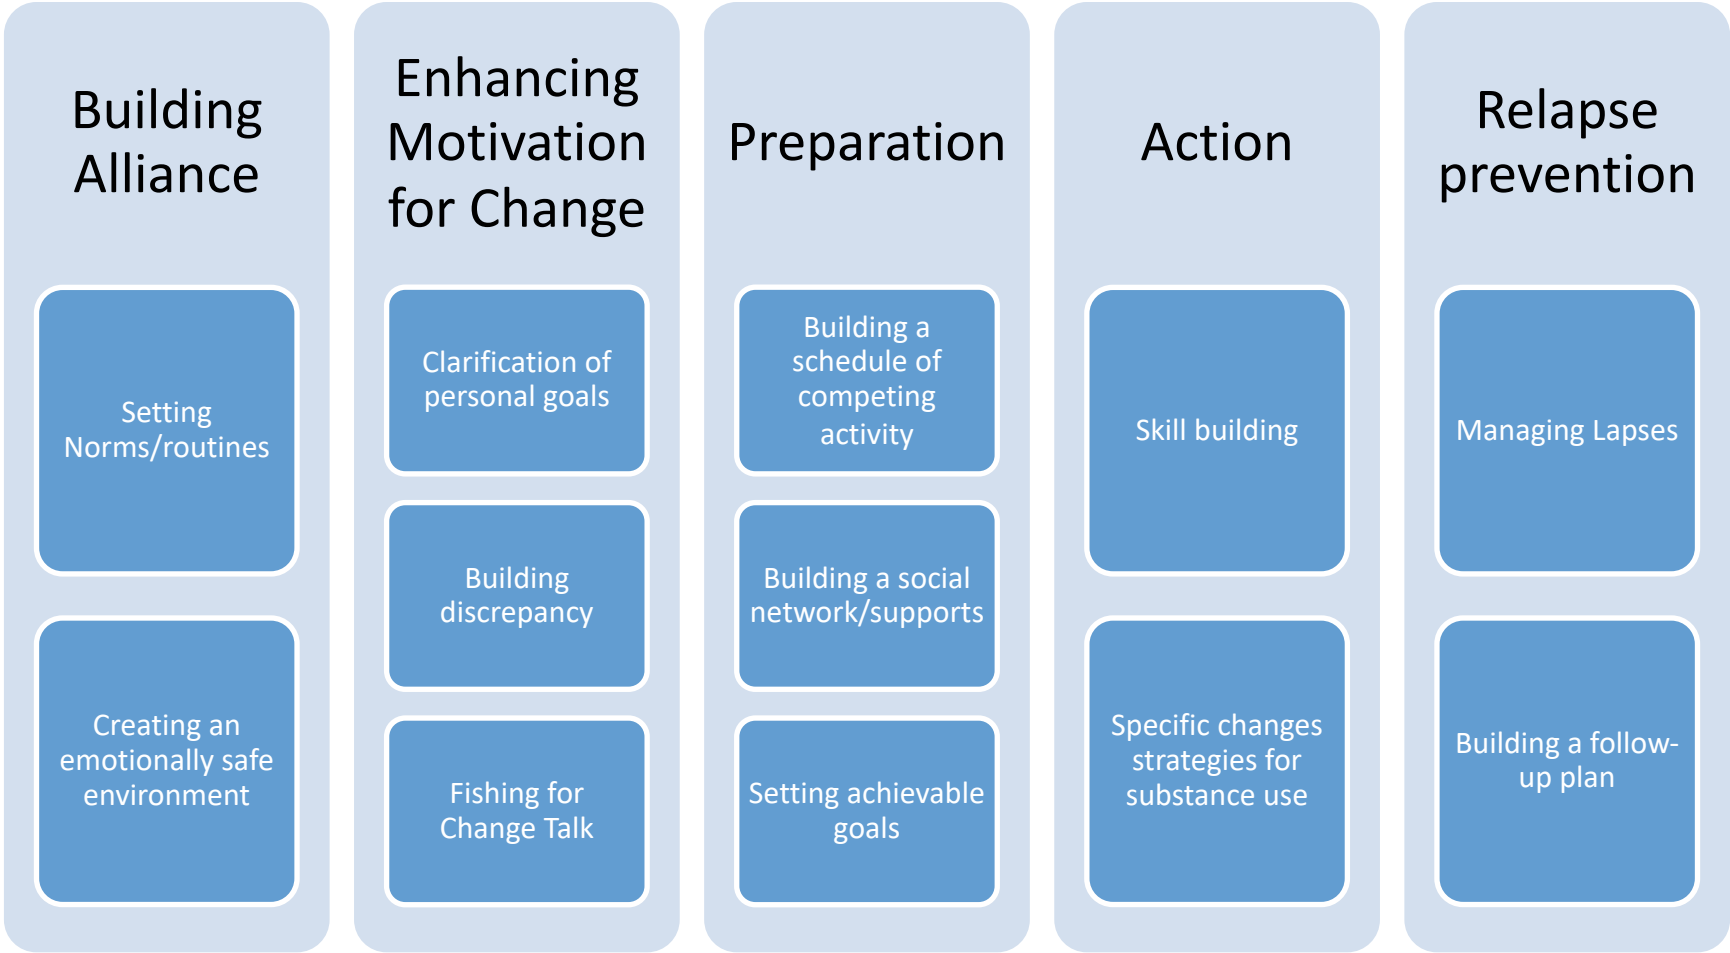 Building
Alliance
Setting
Norms/routines
Creating an
emotionally safe
environment
Enhancing
Motivation
for Change
Clarification of
personal goals
Building
discrepancy
Fishing for
Change Talk
Preparation
Building a
schedule of
competing
activity
Building a social
network/supports
Setting achievable
goals
Action
Skill building
Specific changes
strategies for
substance use
Relapse
prevention
Managing Lapses
Building a follow-
up plan